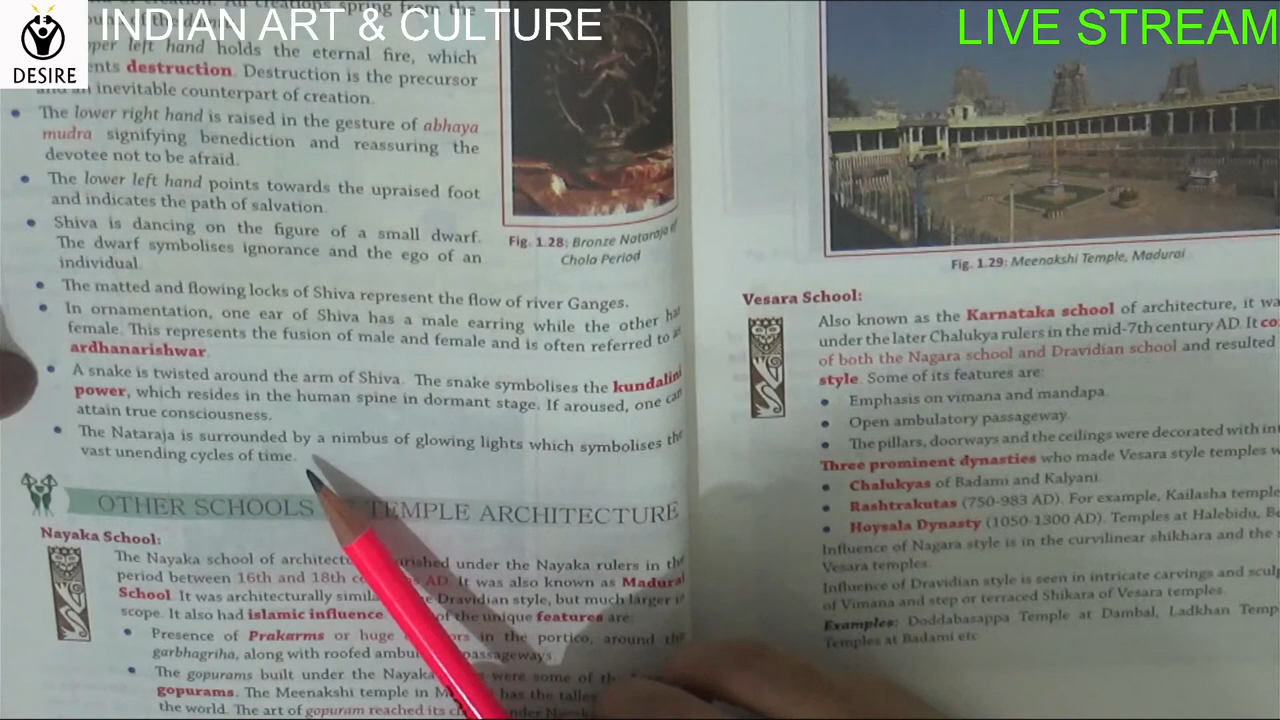 INDIAN ART & CULTURE
LIVE STREAM
DESIRE
left hand holds the eternal fire, which
destruction. Destruction is the precursor
inevitable counterpart of creation.
• The lower right hand is raised in the gesture of abhaya
mudra signifying benediction and reassuring the
devotee not to be afraid.
• The lower left hand points towards the upraised foot
and indicates the path of salvation.
• Shiva is dancing on the figure of a small dwarf.
The dwarf symbolises ignorance and the ego of an
individual.
• The matted and flowing locks of Shiva represent the flow of river Ganges.
• In ornamentation, one ear of Shiva has a male earring while the other has
female. This represents the fusion of male and female and is often referred to as
ardhanarishwar.
• A snake is twisted around the arm of Shiva. The snake symbolises the kundalini
power, which resides in the human spine in dormant stage. If aroused, one can
attain true consciousness.
• The Nataraja is surrounded by a nimbus of glowing lights which symbolises the
vast unending cycles of time.
Fig. 1.28: Bronze Nataraja of
Chola Period
OTHER SCHOOLS TEMPLE ARCHITECTURE
Nayaka School:
The Nayaka school of under the Nayaka rulers in the
period between 16th and 18th AD. It was also known as Madurai
School. It was architecturally Dravidian style, but much larger in
scope. It also had islamic influence. of the unique features are:
• Presence of Prakarms or huge in the portico, around the
garbhagriha, along with roofed passageways.
• The gopurams built under the were some of the
gopurams. The Meenakshi temple in has the
the world. The art of gopuram reached its
Fig. 1.29: Meenakshi Temple, Madurai
Vesara School:
Also known as the Karnataka school of architecture, it
under the later Chalukya rulers in the mid-7th century AD. It
of both the Nagara school and Dravidian school and resulted
style. Some of its features are:
• Emphasis on vimana and mandapa.
• Open ambulatory passageway.
• The pillars, doorways and the ceilings were decorated with
Three prominent dynasties who made Vesara style temples
• Chalukyas of Badami and Kalyani.
• Rashtrakutas (750-983 AD). For example, Kailasha
• Hoysala Dynasty (1050-1300 AD). Temples at Halebidu,
Influence of Nagara style is in the curvilinear shikhara and the
Vesara temples.
Influence of Dravidian style is seen in intricate carvings and
of Vimana and step or terraced Shikara of Vesara temples.
Examples: Doddabasappa Temple at Dambal, Ladkhan
Temples at Badami etc